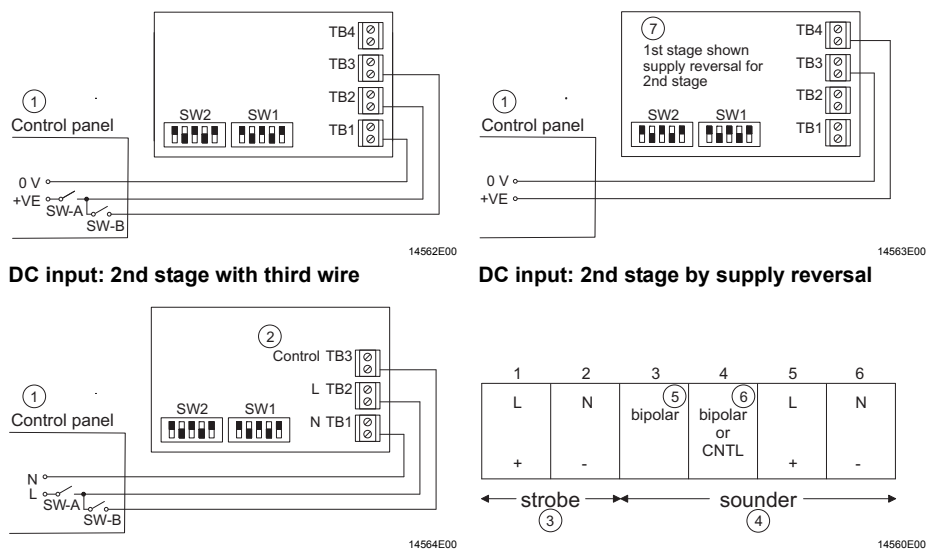 TB4
TB3
TB2
TB1
SW2 SW1
1
Control panel
0 V
+VE
SW-A
SW-B
14562E00
DC input: 2nd stage with third wire
7
1st stage shown
supply reversal for
2nd stage
TB4
TB3
TB2
TB1
SW2 SW1
1
Control panel
0 V
+VE
14563E00
DC input: 2nd stage by supply reversal
2
Control TB3
L TB2
N TB1
SW2 SW1
1
Control panel
N
L
SW-A
SW-B
14564E00
1 2 3 4 5 6
L N 5 6 L N
bipolar bipolar
or
CNTL
+ - + -
strobe sounder
3 4
14560E00